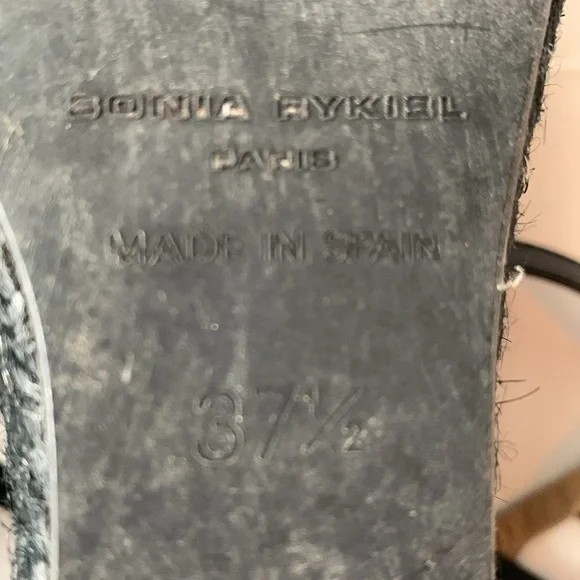 SONIA RYKIEL
PARIS
MADE IN SPAIN
37½